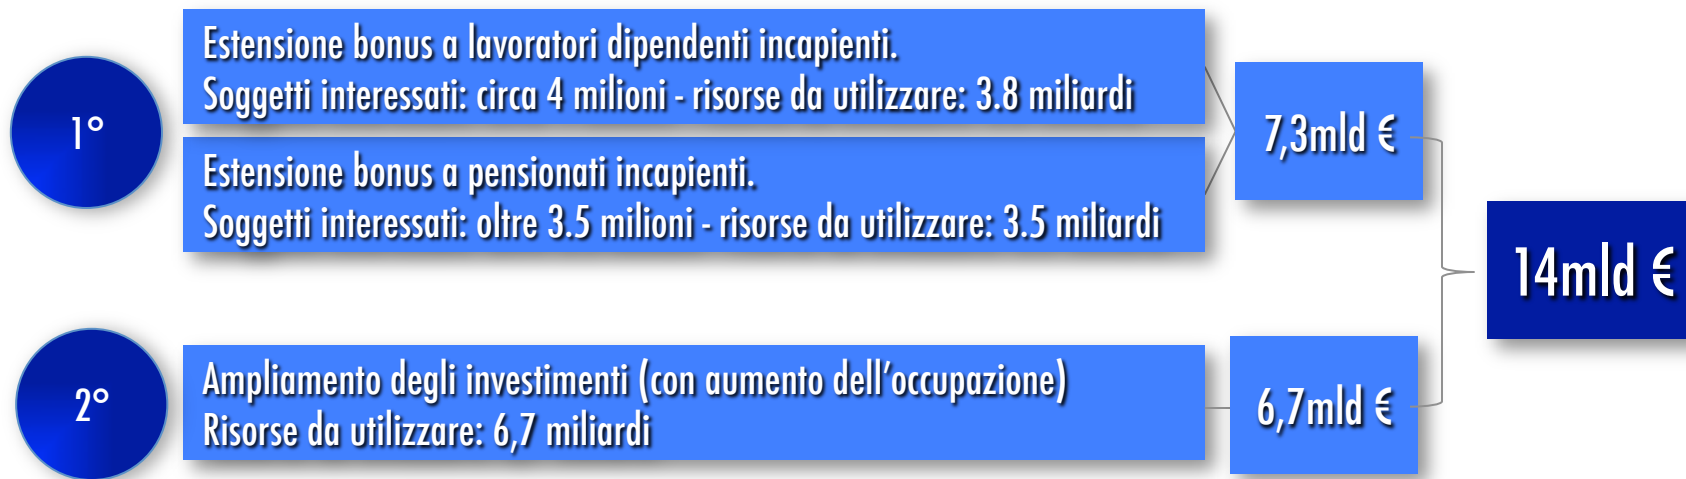 1°
Estensione bonus a lavoratori dipendenti incapienti.
Soggetti interessati: circa 4 milioni - risorse da utilizzare: 3.8 miliardi
Estensione bonus a pensionati incapienti.
Soggetti interessati: oltre 3.5 milioni - risorse da utilizzare: 3.5 miliardi
7,3mld €
14mld €
2°
Ampliamento degli investimenti (con aumento dell’occupazione)
Risorse da utilizzare: 6,7 miliardi
6,7mld €